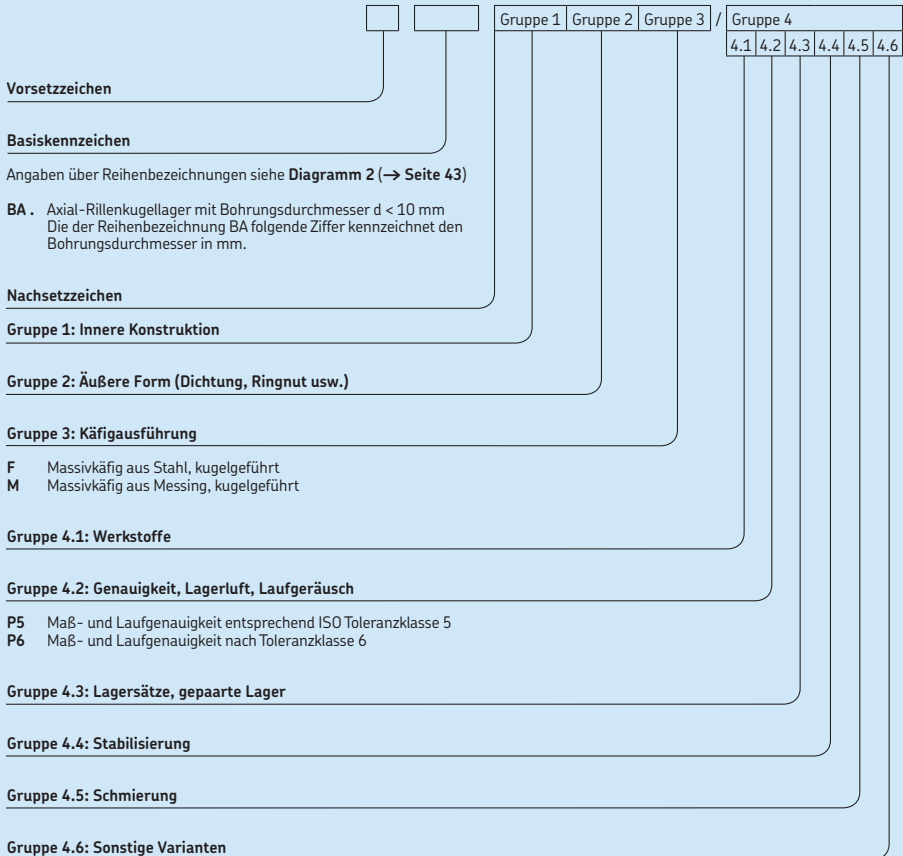 Gruppe 1 Gruppe 2 Gruppe 3 / Gruppe 4
4.1 4.2 4.3 4.4 4.5 4.6
Vorsetzzeichen
Basiskennzeichen
Angaben über Reihenbezeichnungen siehe Diagramm 2 (→ Seite 43)
BA . Axial-Rillenkugellager mit Bohrungsdurchmesser d < 10 mm
Die der Reihenbezeichnung BA folgende Ziffer kennzeichnet den
Bohrungsdurchmesser in mm.
Nachsetzzeichen
Gruppe 1: Innere Konstruktion
Gruppe 2: Äußere Form (Dichtung, Ringnut usw.)
Gruppe 3: Käfigausführung
F Massivkäfig aus Stahl, kugelgeführt
M Massivkäfig aus Messing, kugelgeführt
Gruppe 4.1: Werkstoffe
Gruppe 4.2: Genauigkeit, Lagerluft, Laufgeräusch
P5 Maß- und Laufgenauigkeit entsprechend ISO Toleranzklasse 5
P6 Maß- und Laufgenauigkeit nach Toleranzklasse 6
Gruppe 4.3: Lagersätze, gepaarte Lager
Gruppe 4.4: Stabilisierung
Gruppe 4.5: Schmierung
Gruppe 4.6: Sonstige Varianten